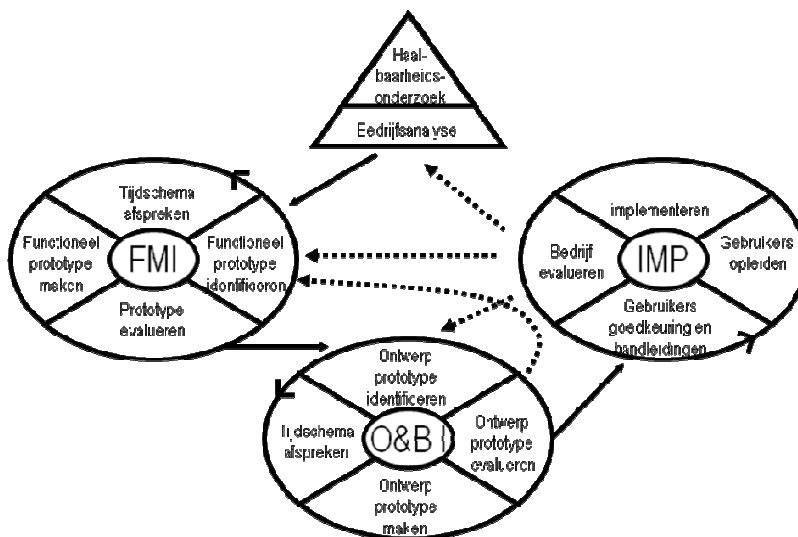 Haal-
baarheids-
onderzoek
Bedrijfsanalyse
Tijdschema
afspreken
Functioneel
prototype
maken
FMI
Functioneel
prototype
identificeren
Prototype
evalueren
implementeren
Bedrijf
evalueren
IMP
Gebruikers
opleiden
Gebruikers
goedkeuring en
handleidingen
Ontwerp
prototype
identificeren
Tijdschema
afspreken
O&B I
Ontwerp
prototype
evalueren
Ontwerp
prototype
maken